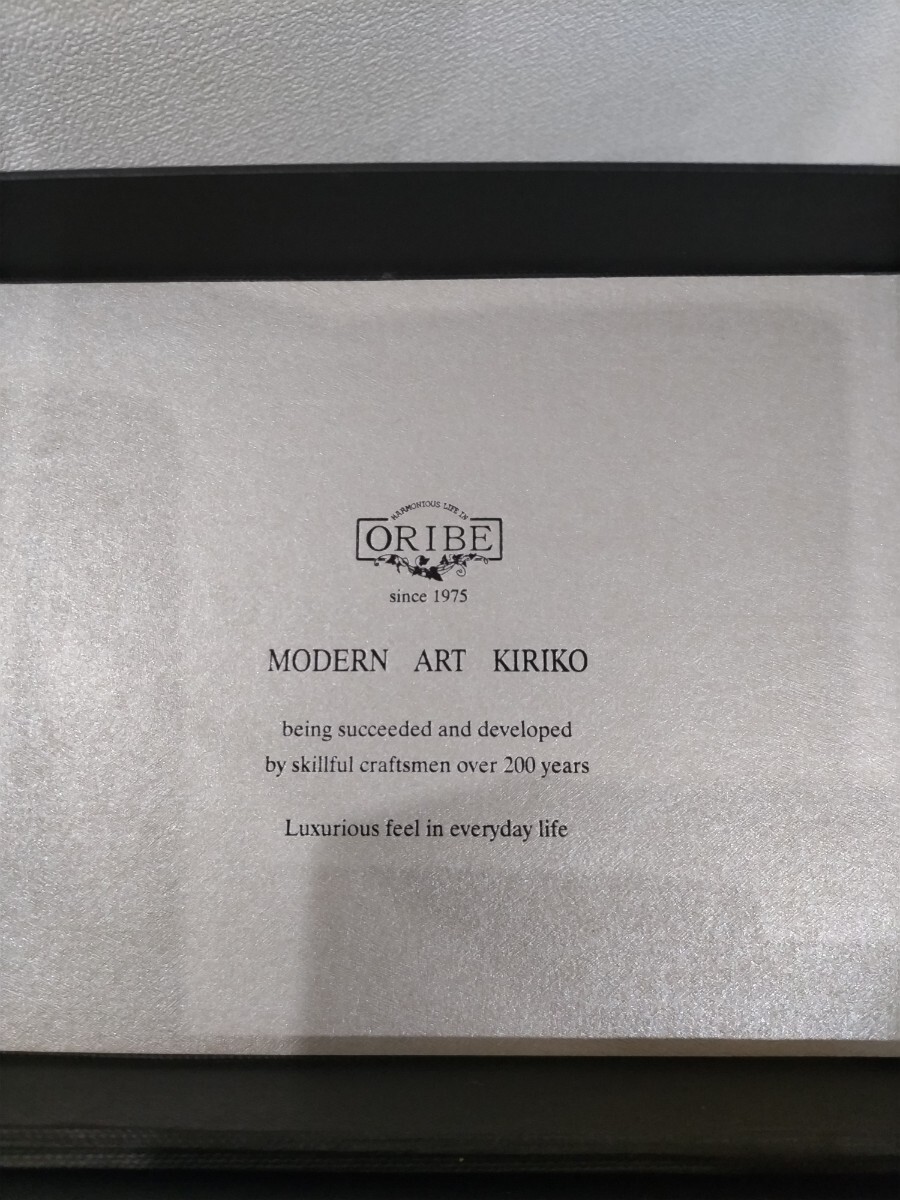 HARMONIOUS LIFE IN
ORIBE
since 1975
MODERN ART KIRIKO
being succeeded and developed
by skillful craftsmen over 200 years
Luxurious feel in everyday life